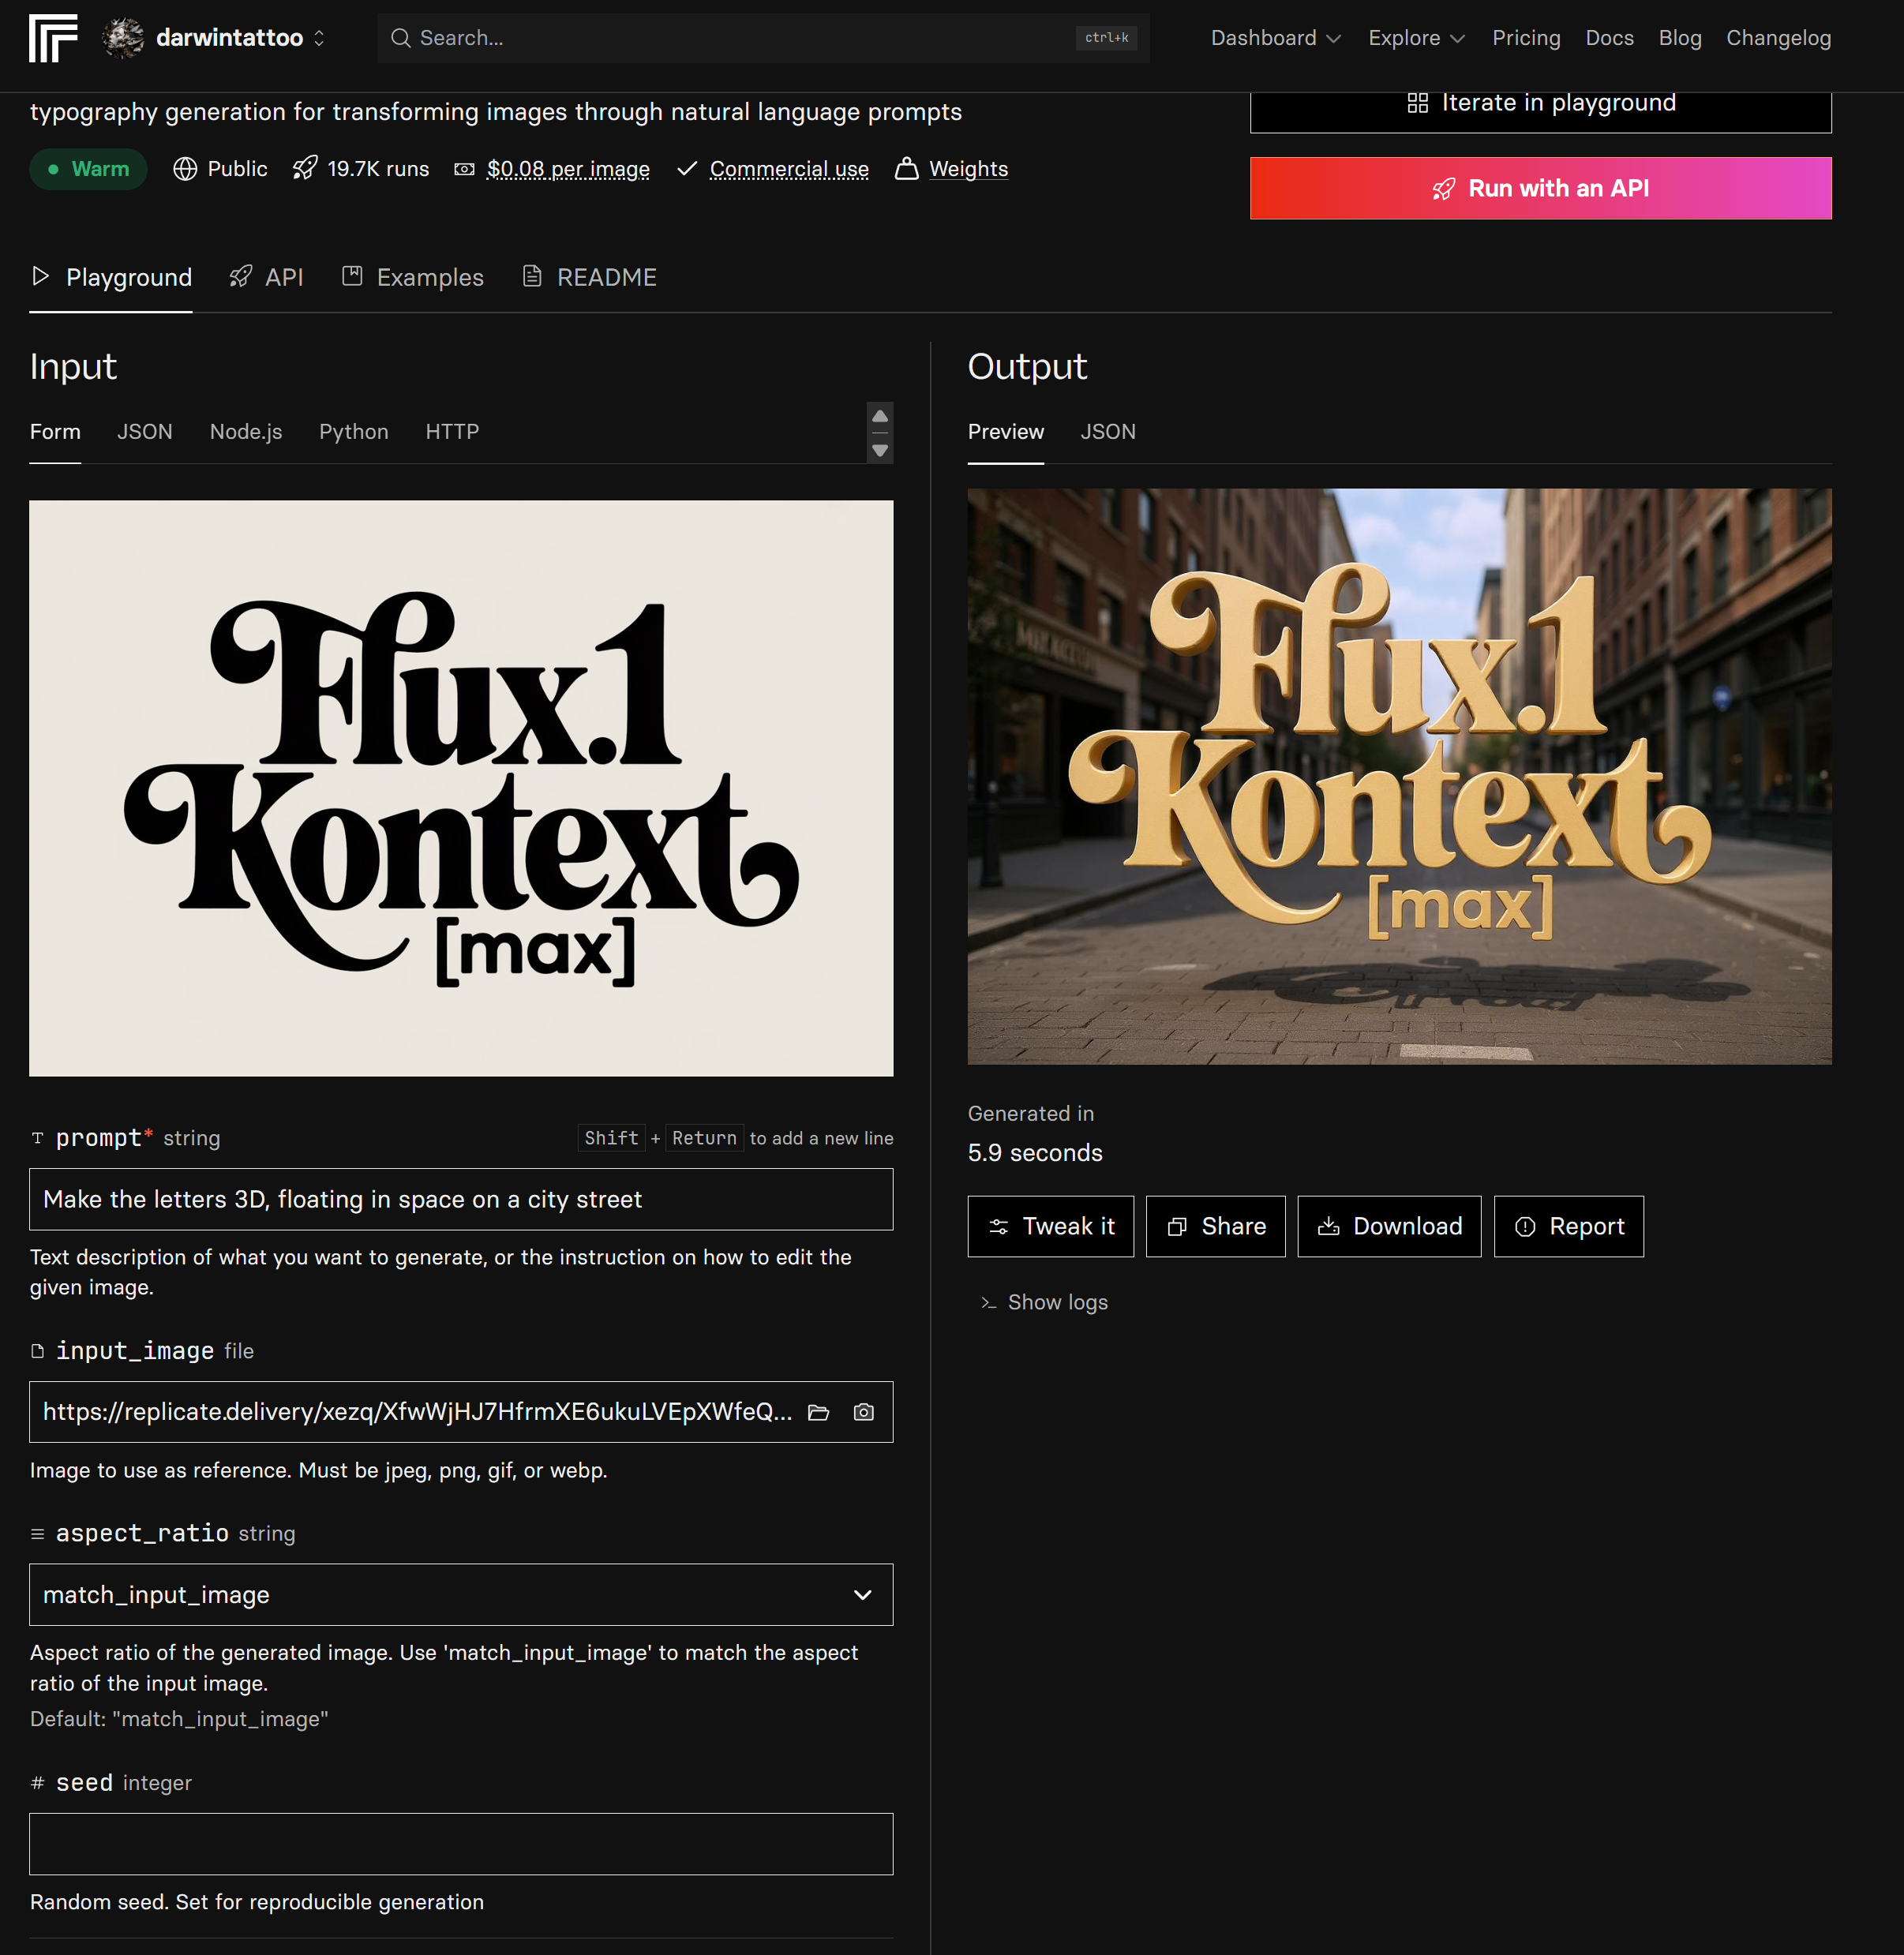 darwintattoo
Search...
ctrl+k
Dashboard
Explore
Pricing
Docs
Blog
Changelog
typography generation for transforming images through natural language prompts
Iterate in playground
Warm
Public
19.7K runs
$0.08 per image
Commercial use
Weights
Run with an API
Playground
API
Examples
README
Input
Form
JSON
Node.js
Python
HTTP
Flux.1
Kontext
[max]
prompt* string
Shift + Return to add a new line
Make the letters 3D, floating in space on a city street
Text description of what you want to generate, or the instruction on how to edit the
given image.
input_image file
https://replicate.delivery/xezq/XfwWjHJ7HfrmXE6ukuLVEpXWfeQ...
Image to use as reference. Must be jpeg, png, gif, or webp.
aspect_ratio string
match_input_image
Aspect ratio of the generated image. Use 'match_input_image' to match the aspect
ratio of the input image.
Default: "match_input_image"
# seed integer
Random seed. Set for reproducible generation
Output
Preview
JSON
Flux.1
Kontext
[max]
Generated in
5.9 seconds
Tweak it
Share
Download
Report
Show logs